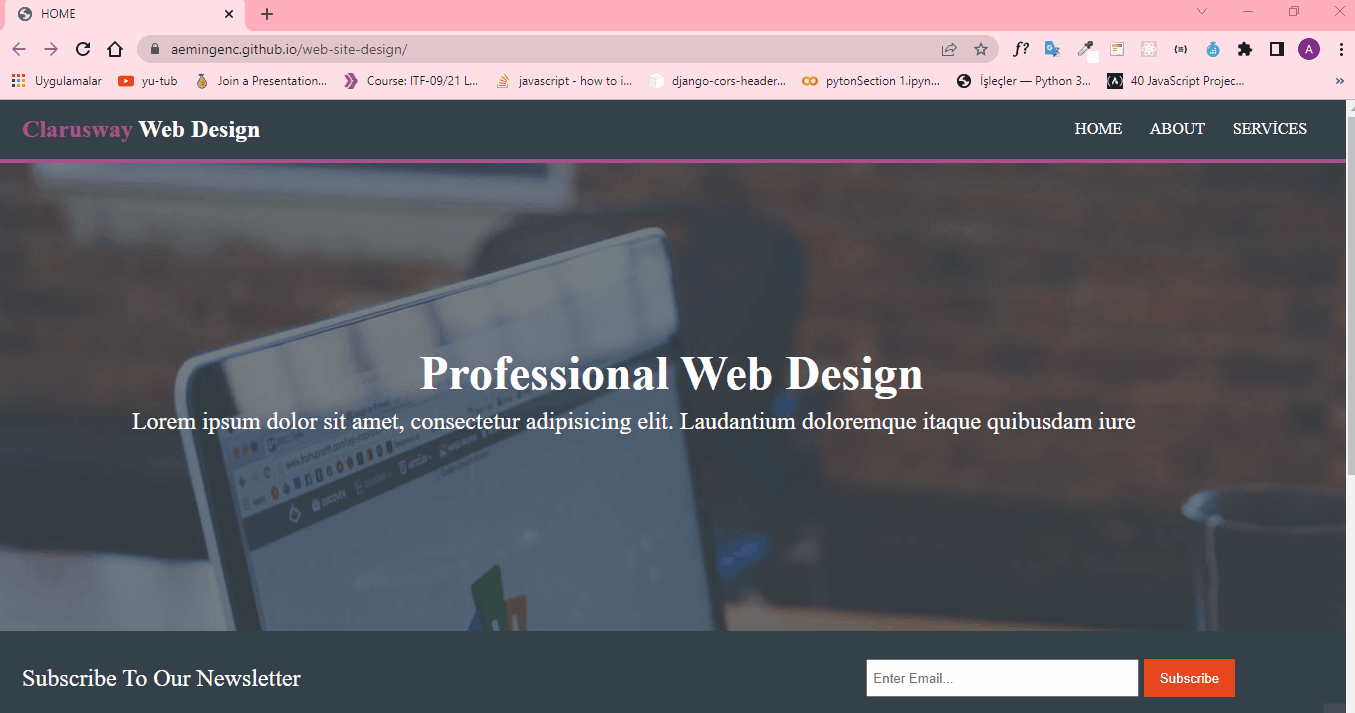 HOME
aemingenc.github.io/web-site-design/
f?
A
Uygulamalar yu-tub Join a Presentation... Course: ITF-09/21 L... javascript - how to i... django-cors-header... pytonSection 1.ipyn... İşleçler — Python 3... 40 JavaScript Projec... »
Clarusway Web Design HOME ABOUT SERVİCES
Professional Web Design
Lorem ipsum dolor sit amet, consectetur adipisicing elit. Laudantium doloremque itaque quibusdam iure
DISCOVER
Subscribe To Our Newsletter Enter Email... Subscribe